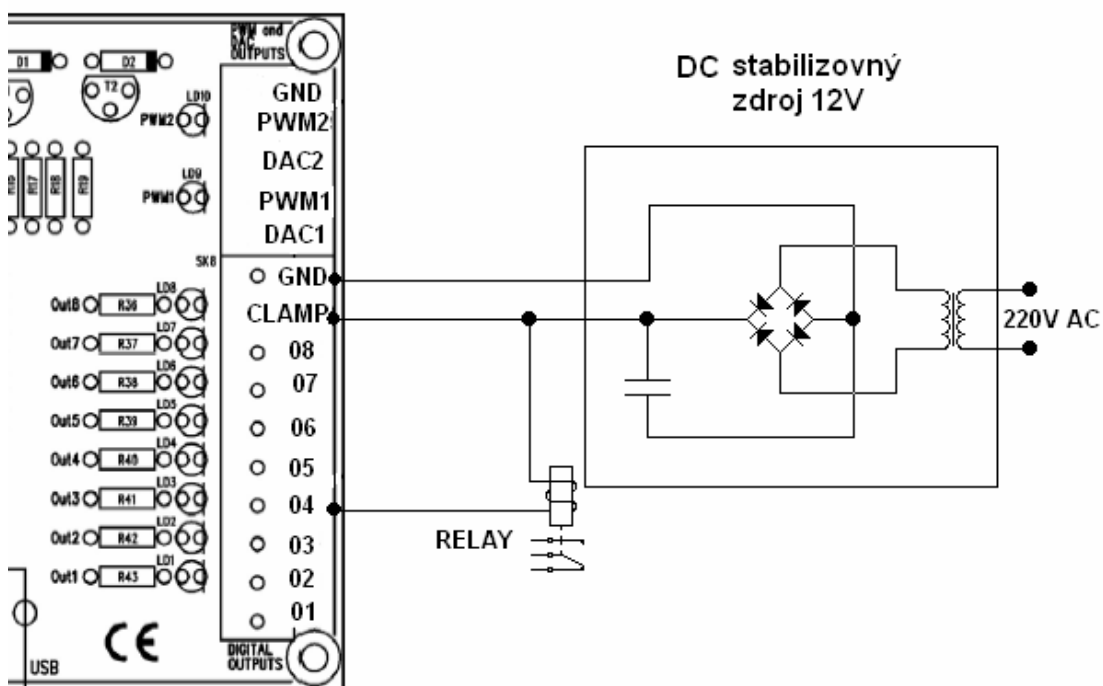 PWM and
DAC
OUTPUTS
D1
D2
T2
LD10
PWM2
LD9
PWM1
R17
R18
R19
GND
PWM2
DAC2
PWM1
DAC1
SK8
GND
CLAMP
08
07
06
05
04
03
02
01
Out8 R36 LD8
Out7 R37 LD7
Out6 R38 LD6
Out5 R39 LD5
Out4 R40 LD4
Out3 R41 LD3
Out2 R42 LD2
Out1 R43 LD1
CE
USB
DIGITAL
OUTPUTS
DC stabilizovný
zdroj 12V
220V AC
RELAY